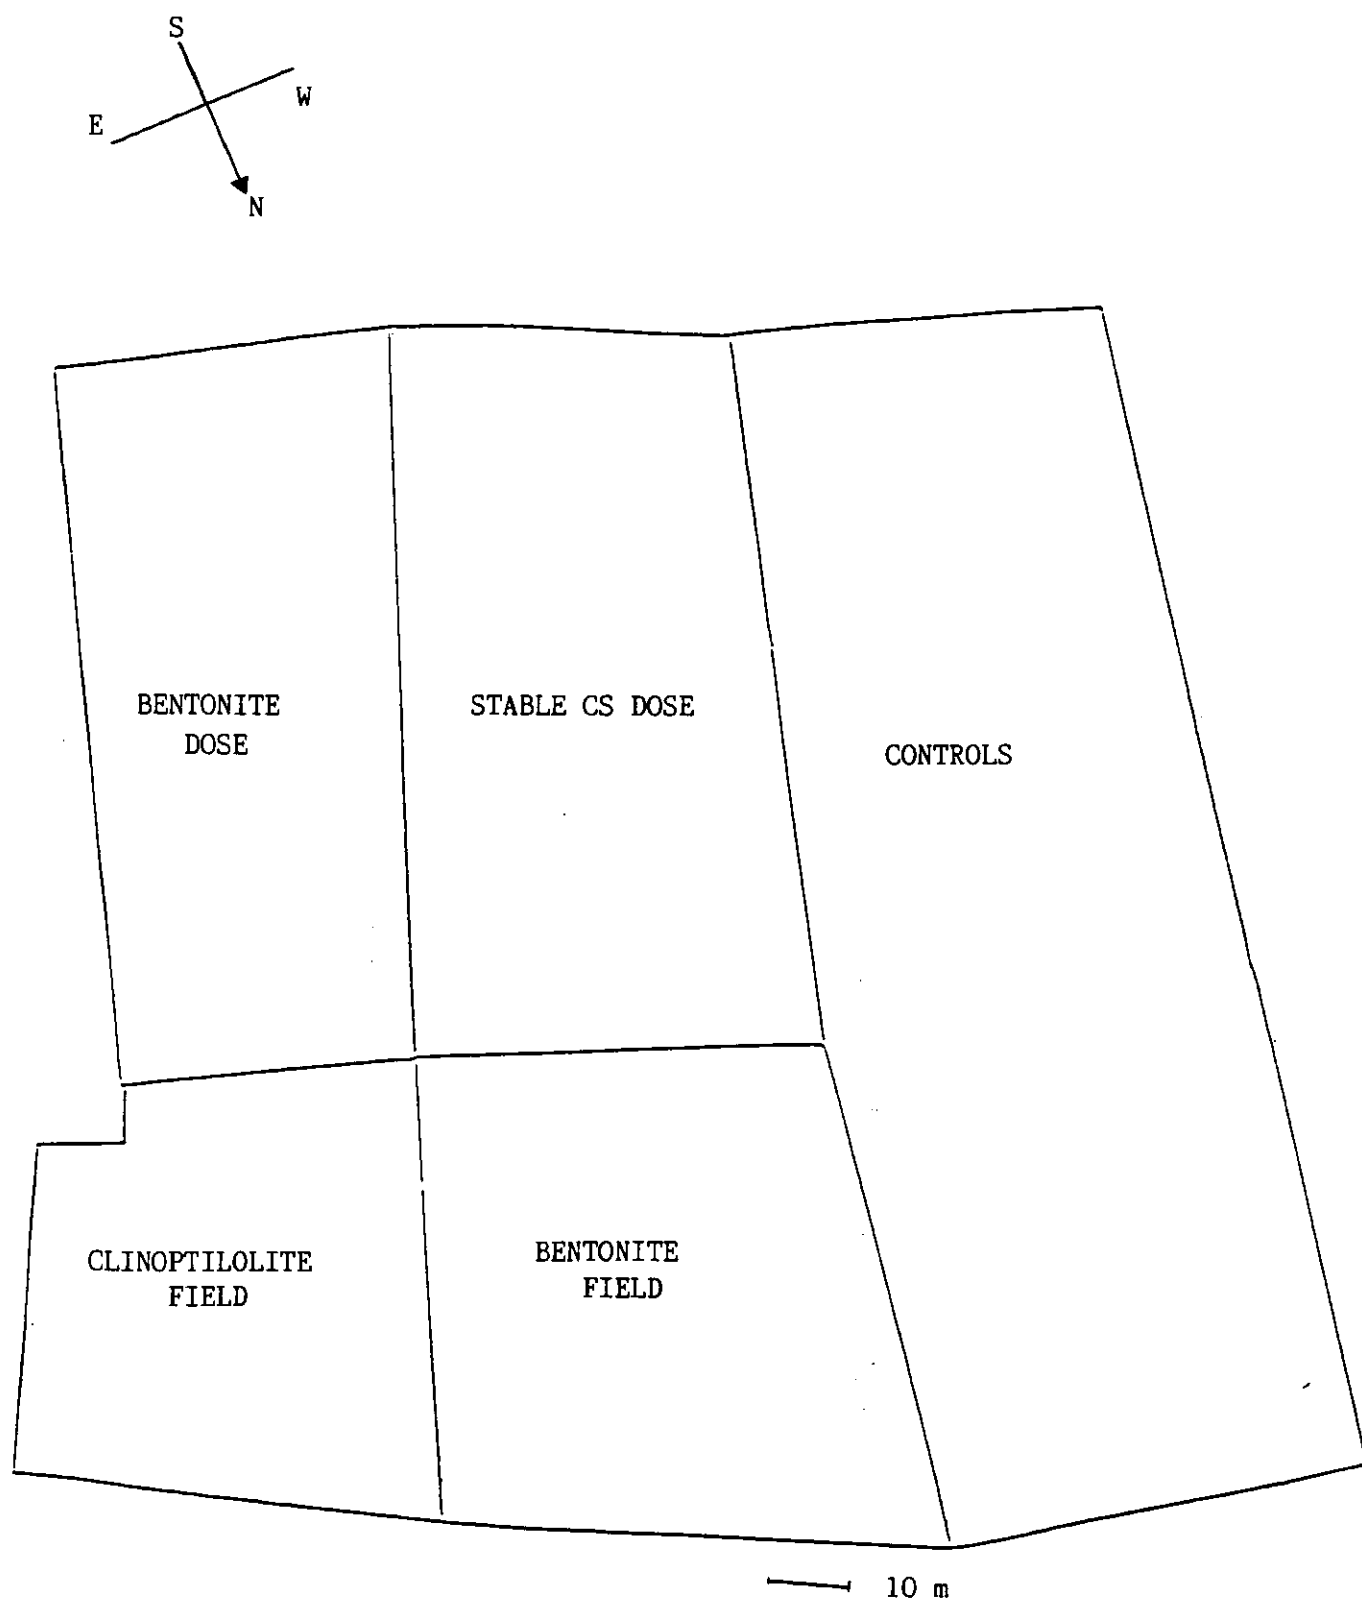 S
E
W
N
BENTONITE
DOSE
STABLE CS DOSE
CONTROLS
CLINOPTILOLITE
FIELD
BENTONITE
FIELD
10 m